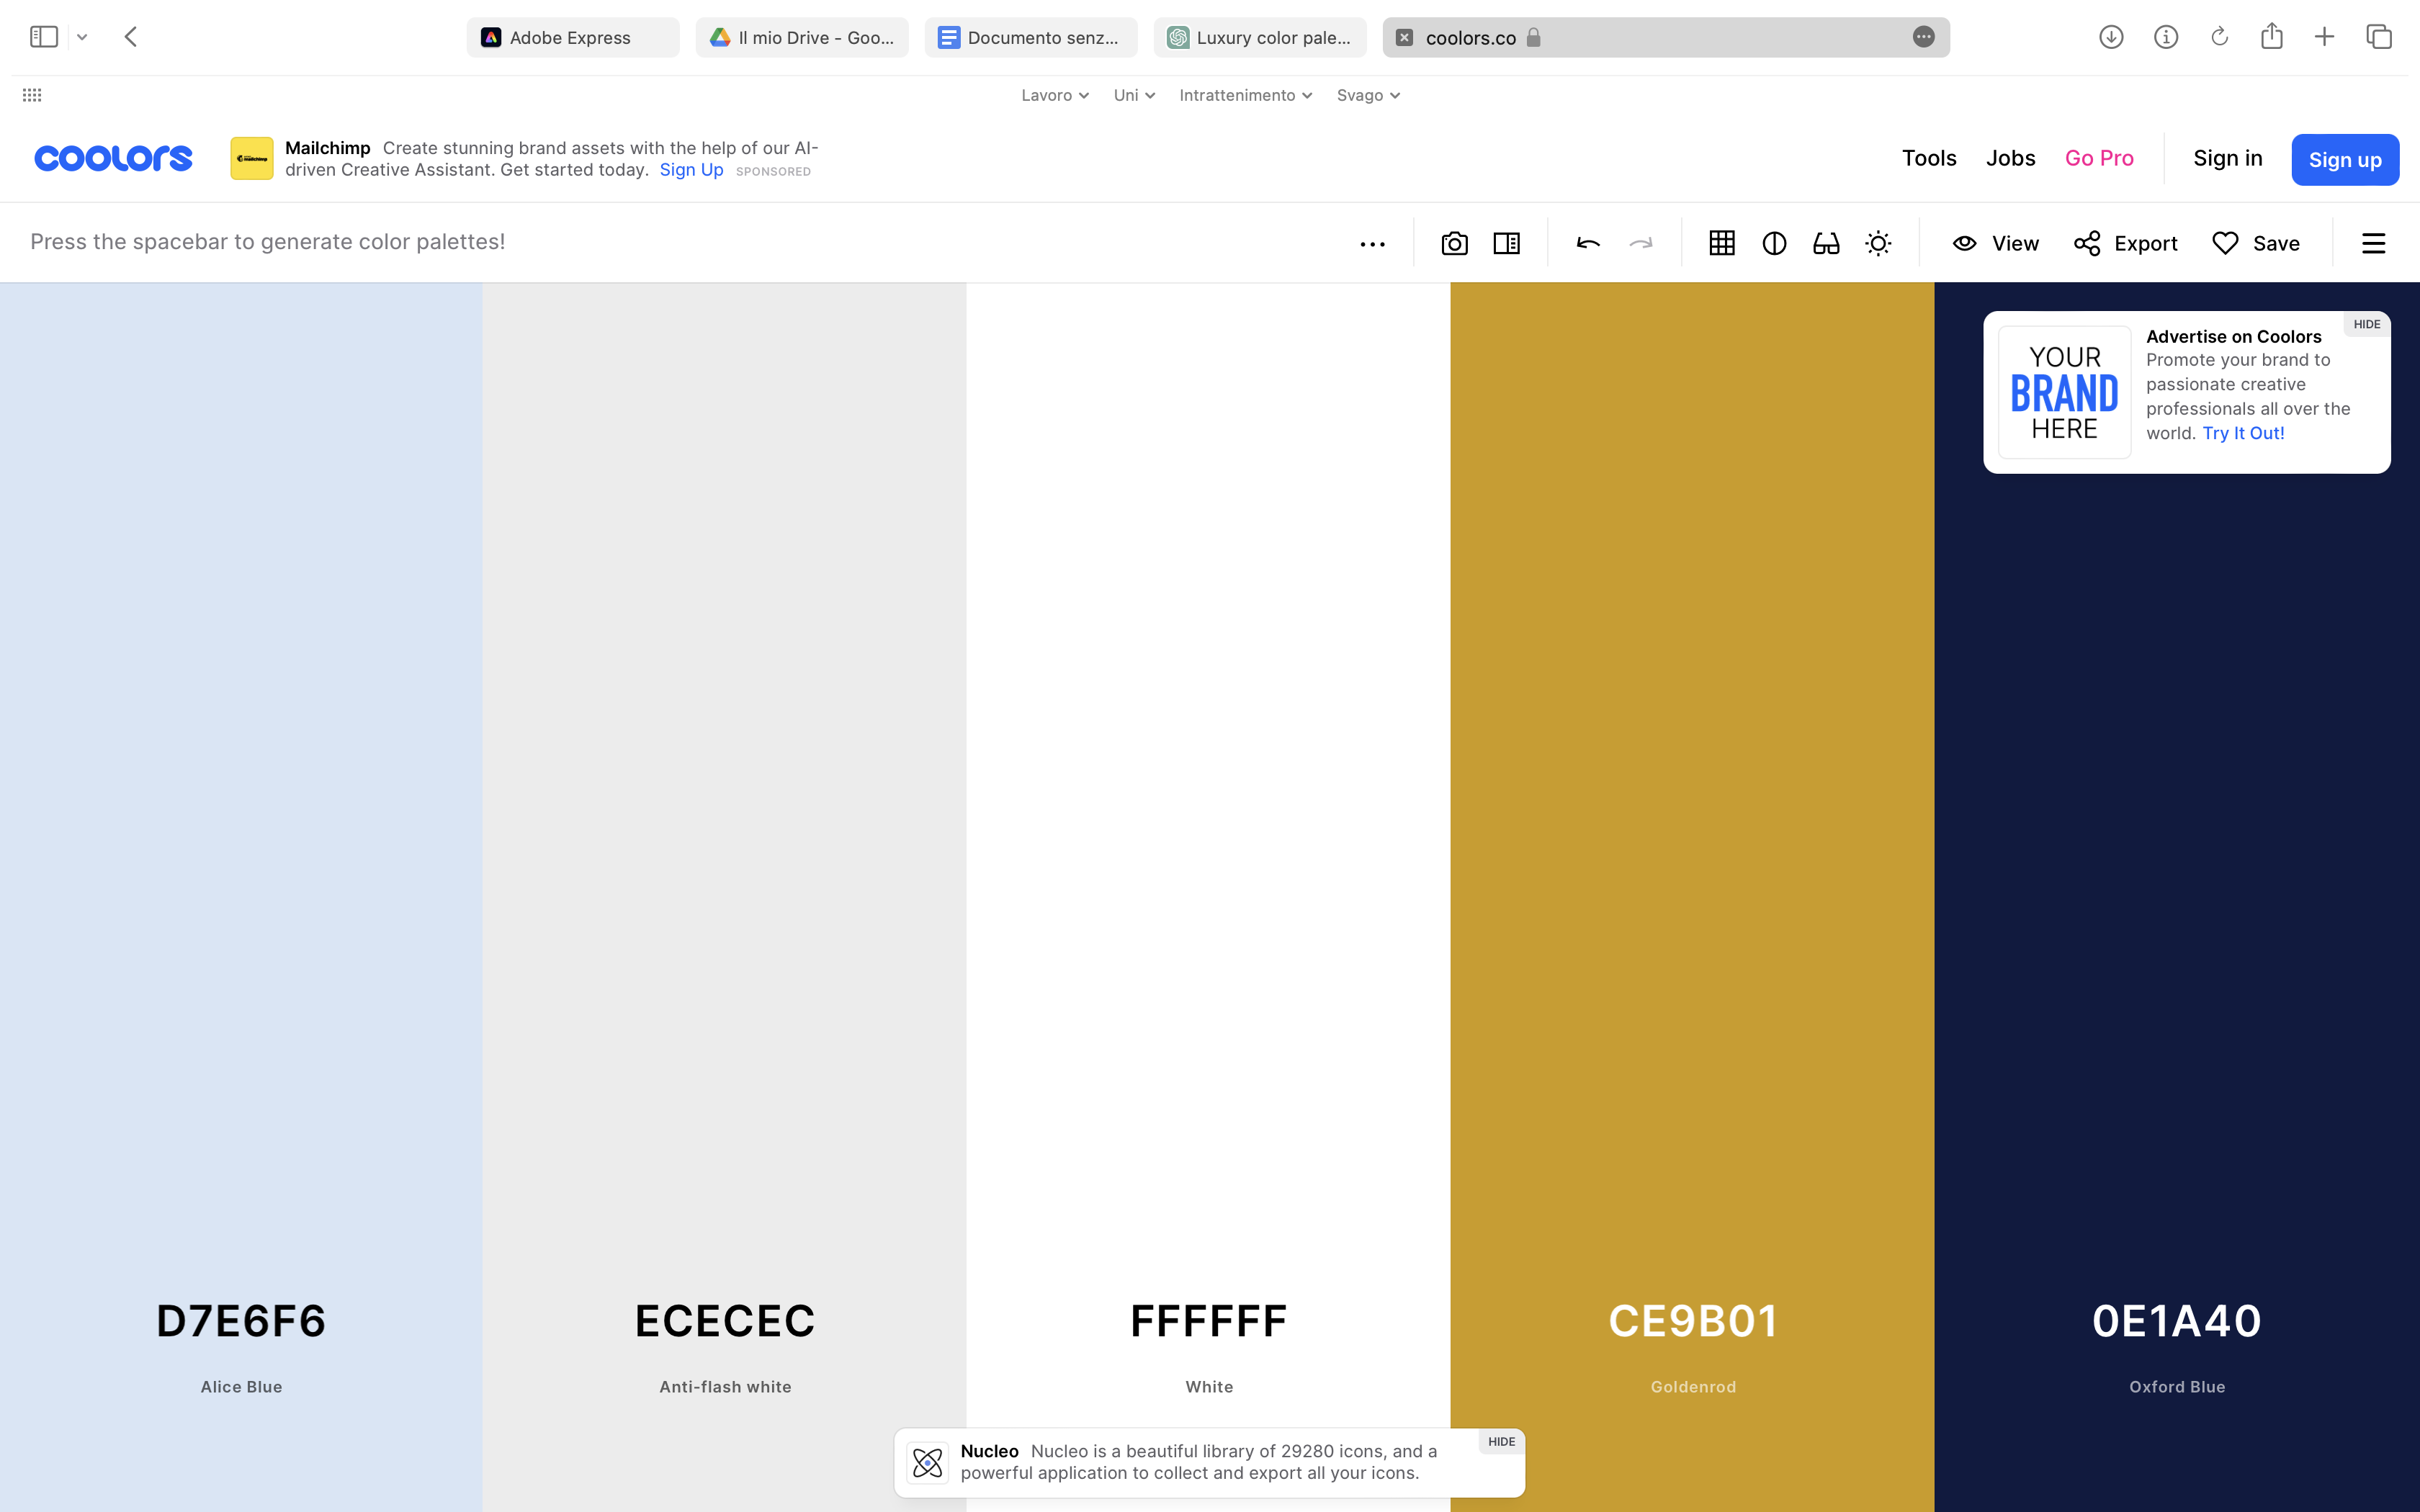 Adobe Express
Il mio Drive - Goo...
Documento senz...
Luxury color pale...
coolors.co
Lavoro
Uni
Intrattenimento
Svago
coolors
mailchimp
Mailchimp Create stunning brand assets with the help of our AI-
driven Creative Assistant. Get started today. Sign Up SPONSORED
Tools
Jobs
Go Pro
Sign in
Sign up
Press the spacebar to generate color palettes!
View
Export
Save
HIDE
YOUR
BRAND
HERE
Advertise on Coolors
Promote your brand to
passionate creative
professionals all over the
world. Try It Out!
D7E6F6
Alice Blue
ECECEC
Anti-flash white
FFFFFF
White
CE9B01
Goldenrod
0E1A40
Oxford Blue
HIDE
Nucleo Nucleo is a beautiful library of 29280 icons, and a
powerful application to collect and export all your icons.